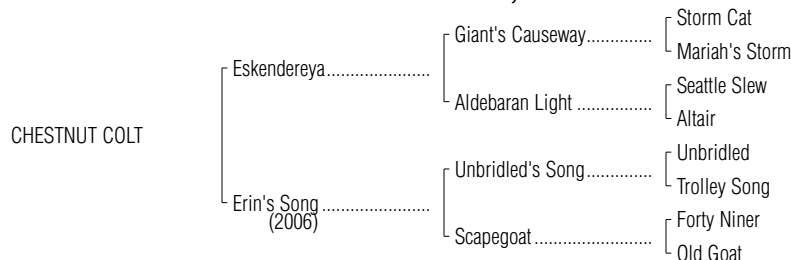 Storm Cat
Giant's Causeway..............
Mariah's Storm
Eskendereya......................
Seattle Slew
Aldebaran Light ................
Altair
CHESTNUT COLT
Unbridled
Unbridled's Song..............
Trolley Song
Erin's Song.......................
(2006)
Forty Niner
Scapegoat.........................
Old Goat